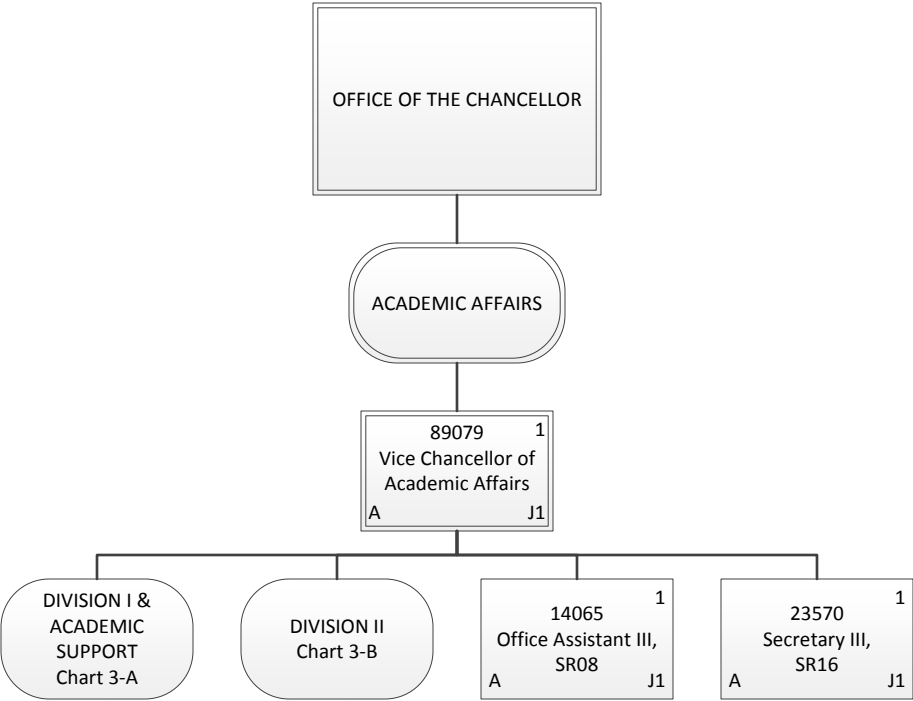 OFFICE OF THE CHANCELLOR
ACADEMIC AFFAIRS
89079 1
Vice Chancellor of
Academic Affairs
A J1
DIVISION I &
ACADEMIC
SUPPORT
Chart 3-A
DIVISION II
Chart 3-B
1
14065
Office Assistant III,
SR08
A J1
1
23570
Secretary III,
SR16
A J1